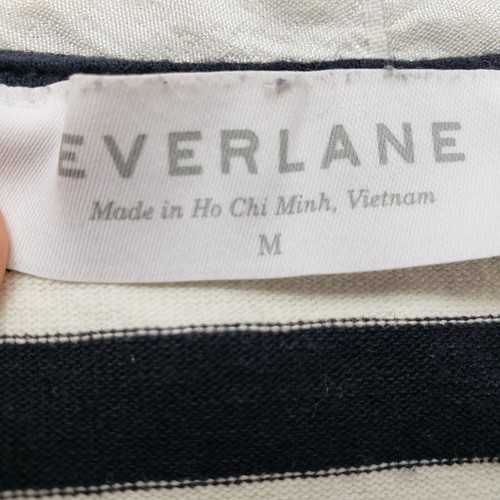 EVERLANE
Made in Ho Chi Minh, Vietnam
M